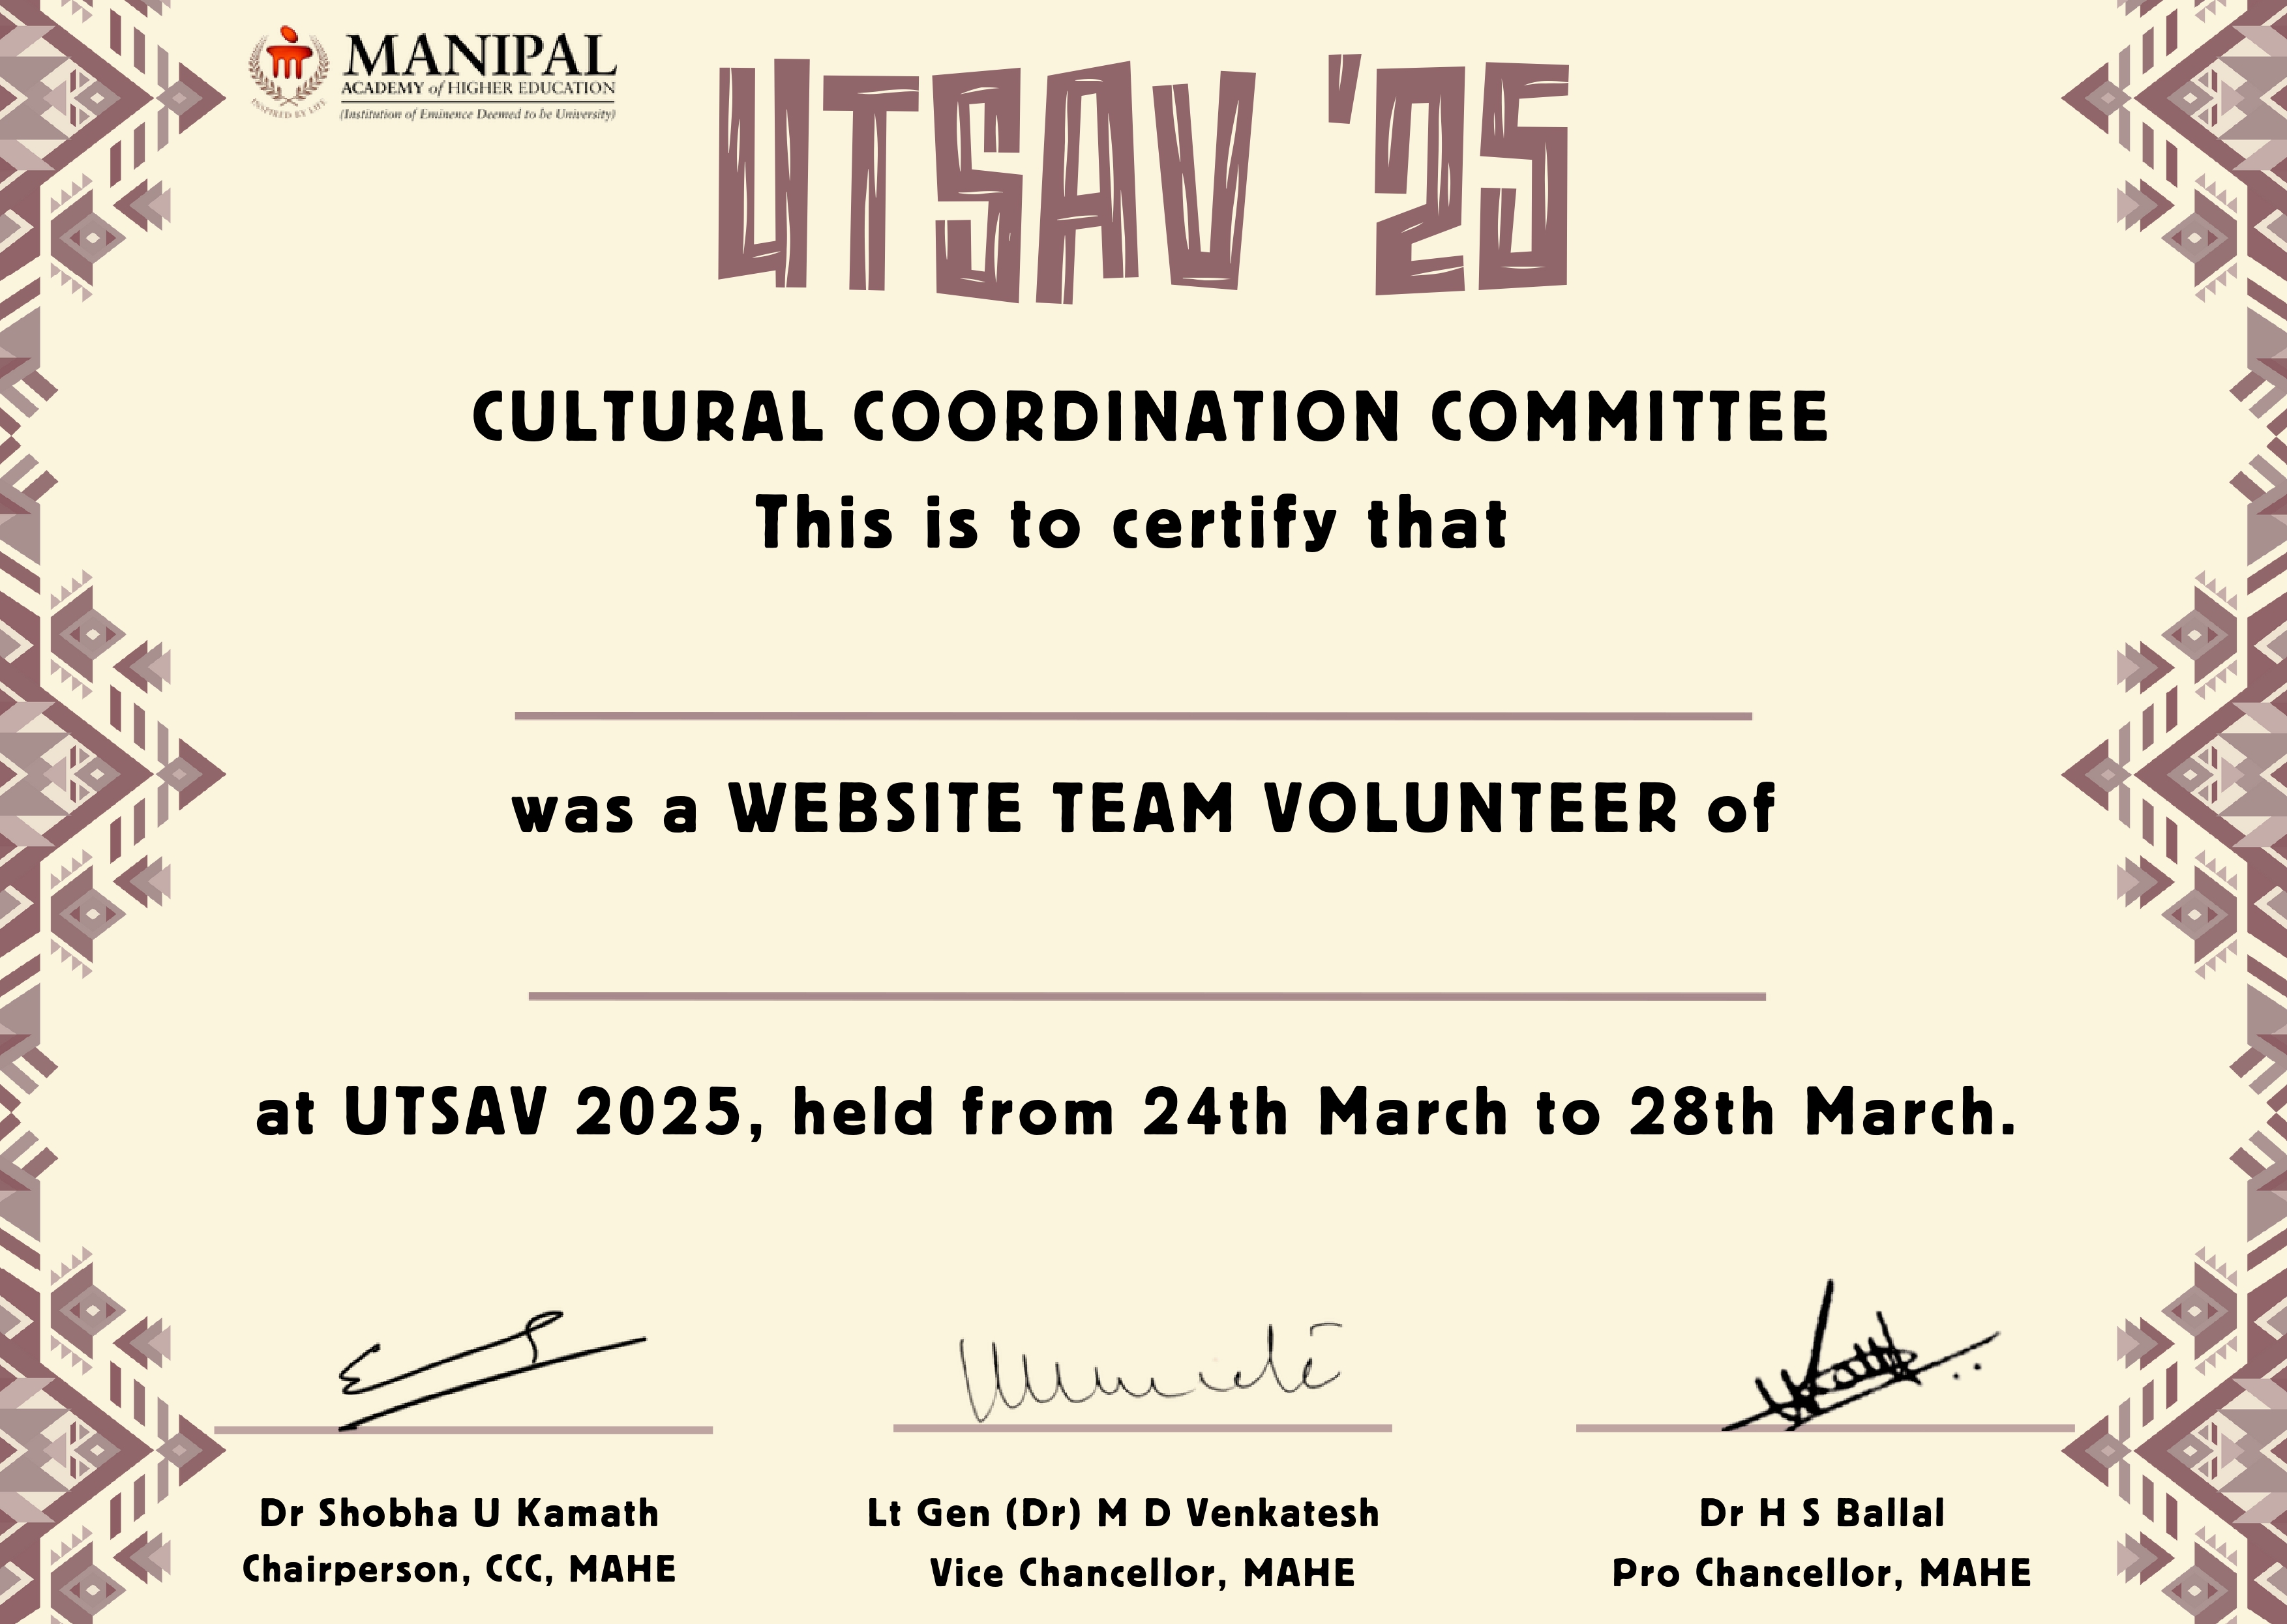 MANIPAL
ACADEMY of HIGHER EDUCATION
(Institution of Eminence Deemed to be University)
INSPIRED BY LIFE
UTSAV '25
CULTURAL COORDINATION COMMITTEE
This is to certify that
was a WEBSITE TEAM VOLUNTEER of
at UTSAV 2025, held from 24th March to 28th March.
Dr Shobha U Kamath
Chairperson, CCC, MAHE
Lt Gen (Dr) M D Venkatesh
Vice Chancellor, MAHE
Dr H S Ballal
Pro Chancellor, MAHE